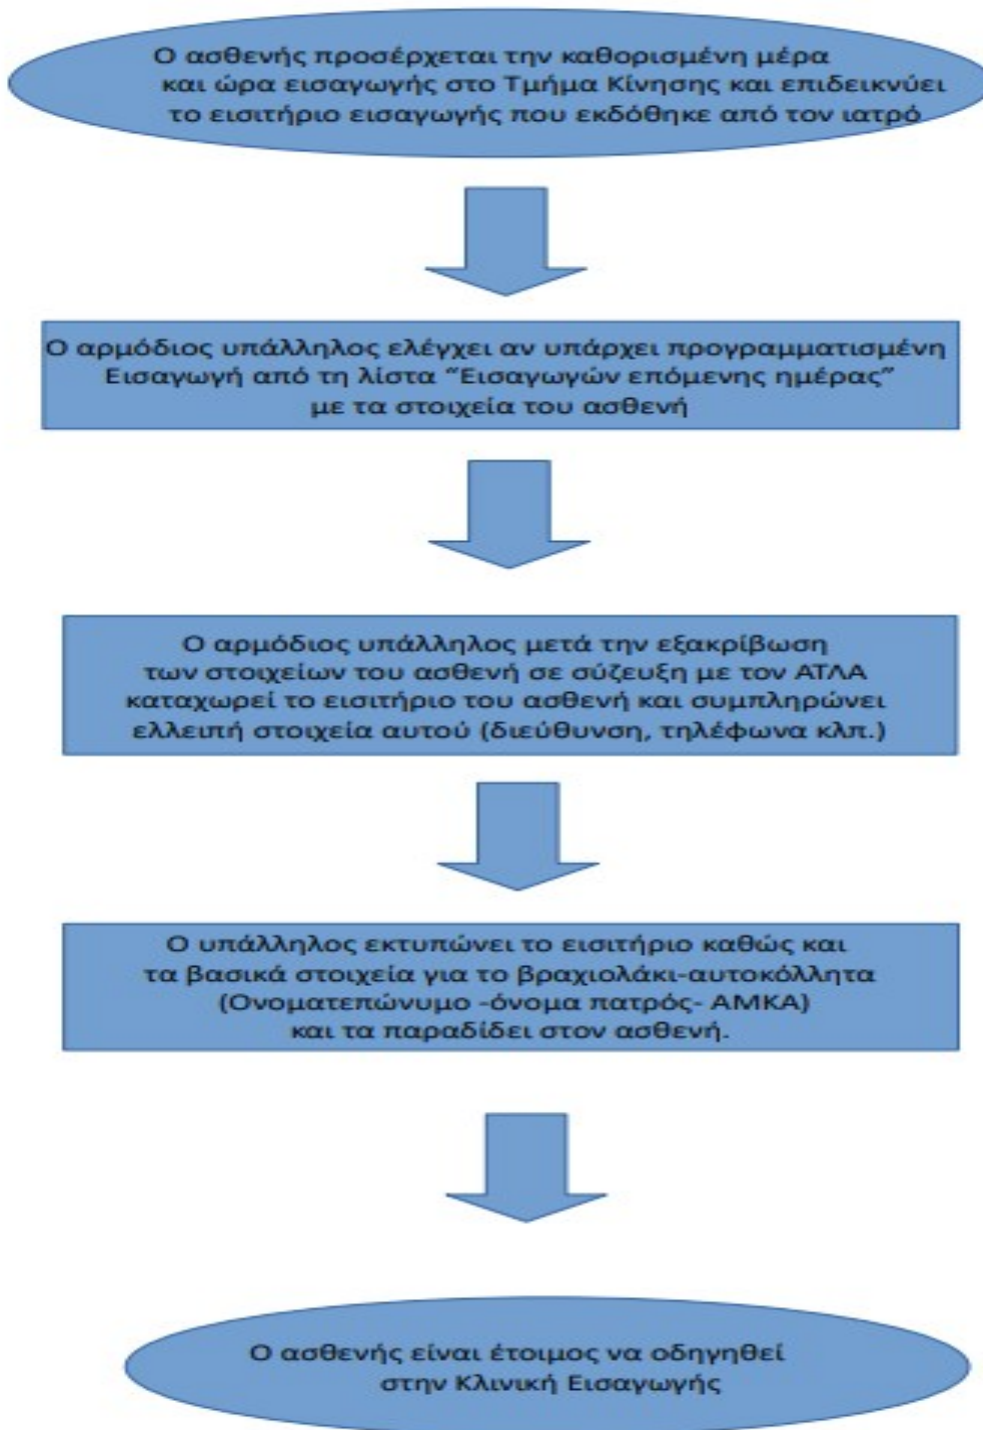 Ο ασθενής προσέρχεται την καθορισμένη μέρα
και ώρα εισαγωγής στο Τμήμα Κίνησης και επιδεικνύει
το εισιτήριο εισαγωγής που εκδόθηκε από τον ιατρό
Ο αρμόδιος υπάλληλος ελέγχει αν υπάρχει προγραμματισμένη
Εισαγωγή από τη λίστα “Εισαγωγών επόμενης ημέρας”
με τα στοιχεία του ασθενή
Ο αρμόδιος υπάλληλος μετά την εξακρίβωση
των στοιχείων του ασθενή σε σύζευξη με τον ΑΤΛΑ
καταχωρεί το εισιτήριο του ασθενή και συμπληρώνει
ελλειπή στοιχεία αυτού (διεύθυνση, τηλέφωνα κλπ.)
Ο υπάλληλος εκτυπώνει το εισιτήριο καθώς και
τα βασικά στοιχεία για το βραχιολάκι-αυτοκόλλητα
(Ονοματεπώνυμο -όνομα πατρός- ΑΜΚΑ)
και τα παραδίδει στον ασθενή.
Ο ασθενής είναι έτοιμος να οδηγηθεί
στην Κλινική Εισαγωγής